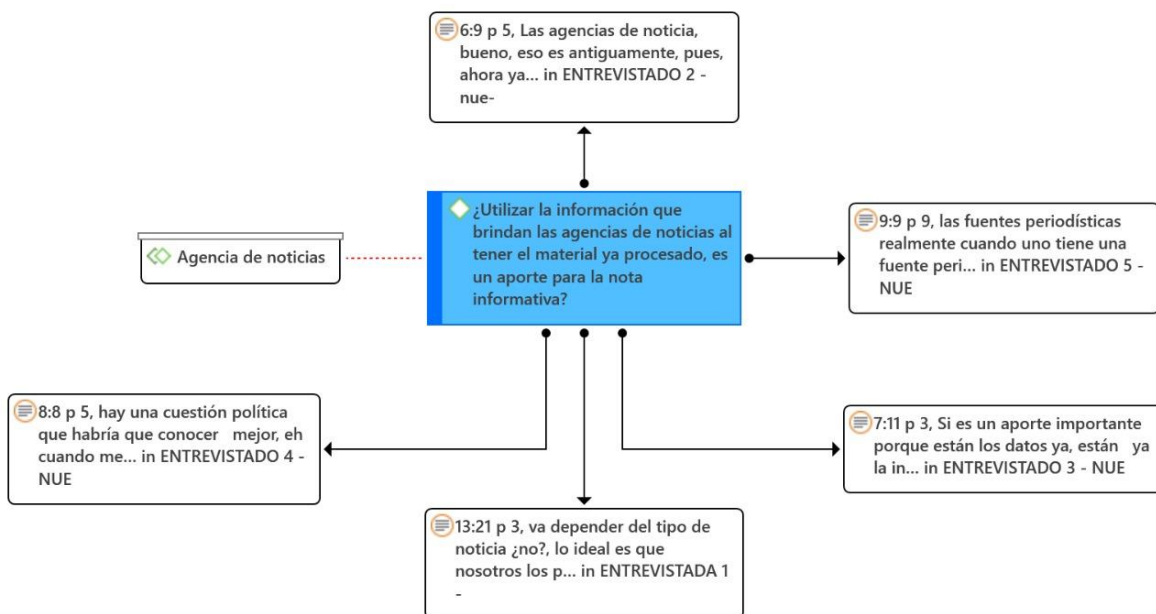 6:9 p 5, Las agencias de noticia,
bueno, eso es antiguamente, pues,
ahora ya... in ENTREVISTADO 2 -
nue-
Agencia de noticias
¿Utilizar la información que
brindan las agencias de noticias al
tener el material ya procesado, es
un aporte para la nota
informativa?
9:9 p 9, las fuentes periodísticas
realmente cuando uno tiene una
fuente peri... in ENTREVISTADO 5 -
NUE
8:8 p 5, hay una cuestión política
que habría que conocer mejor, eh
cuando me... in ENTREVISTADO 4 -
NUE
7:11 p 3, Si es un aporte importante
porque están los datos ya, están ya
la in... in ENTREVISTADO 3 - NUE
13:21 p 3, va depender del tipo de
noticia ¿no?, lo ideal es que
nosotros los p... in ENTREVISTADA 1
-